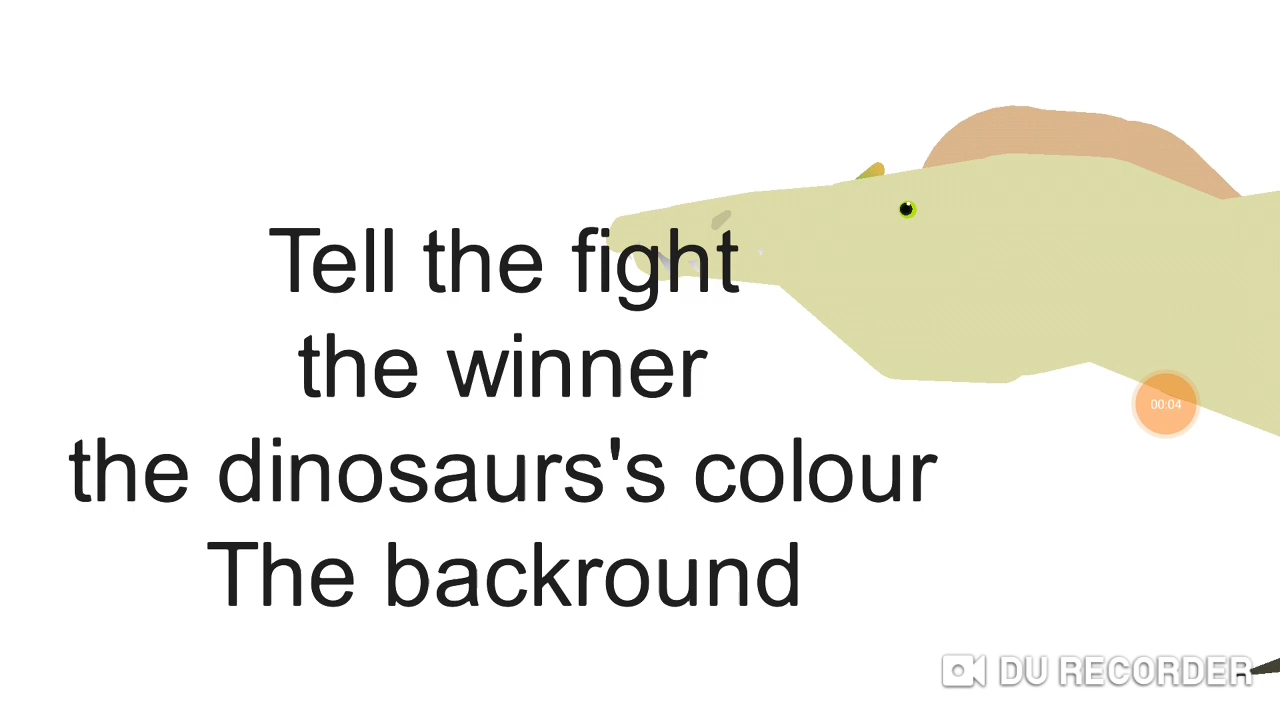 Tell the fight
the winner
the dinosaurs's colour
The backround
00:04
DU RECORDER